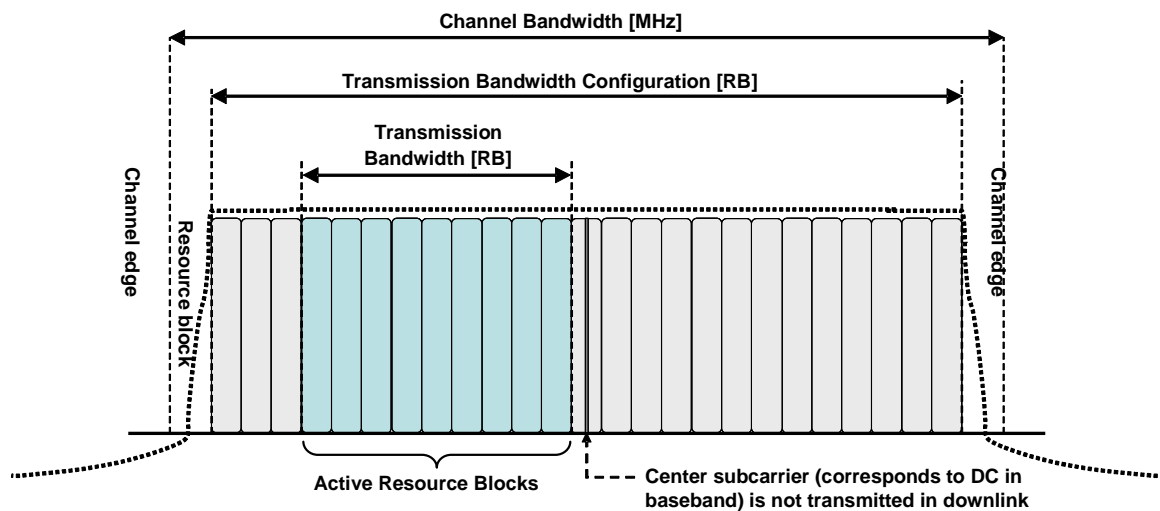 Channel Bandwidth [MHz]
Transmission Bandwidth Configuration [RB]
Transmission
Bandwidth [RB]
Channel edge
Resource block
Channel edge
Active Resource Blocks
Center subcarrier (corresponds to DC in
baseband) is not transmitted in downlink